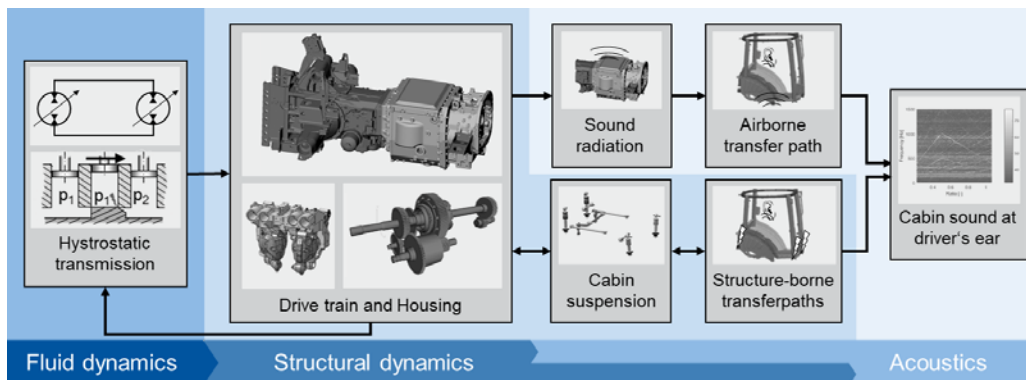 p₁
p₁\
p₂
Hystrostatic
transmission
Drive train and Housing
Sound
radiation
Airborne
transfer path
Cabin
suspension
Structure-borne
transferpaths
Cabin sound at
driver's ear
Fluid dynamics
Structural dynamics
Acoustics